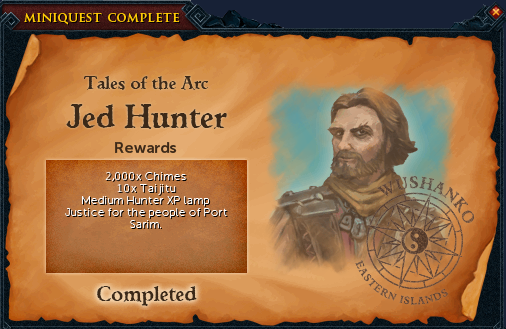 MINIQUEST COMPLETE
Tales of the Arc
Jed Hunter
Rewards
2,000x Chimes
10x Taijitu
Medium Hunter XP lamp
Justice for the people of Port
Sarim.
WUSHANKO
EASTERN ISLANDS
Completed